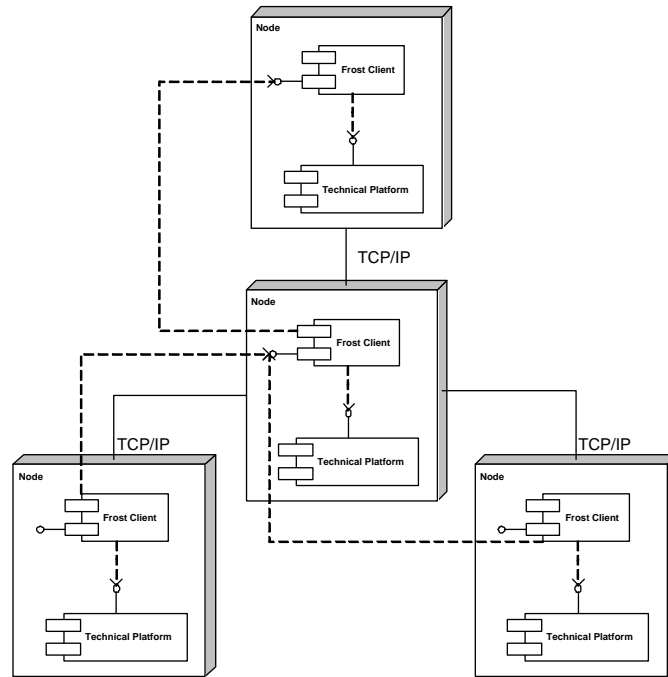 Node
Frost Client
Technical Platform
TCP/IP
Node
Frost Client
Technical Platform
TCP/IP
TCP/IP
Node
Frost Client
Technical Platform
Node
Frost Client
Technical Platform